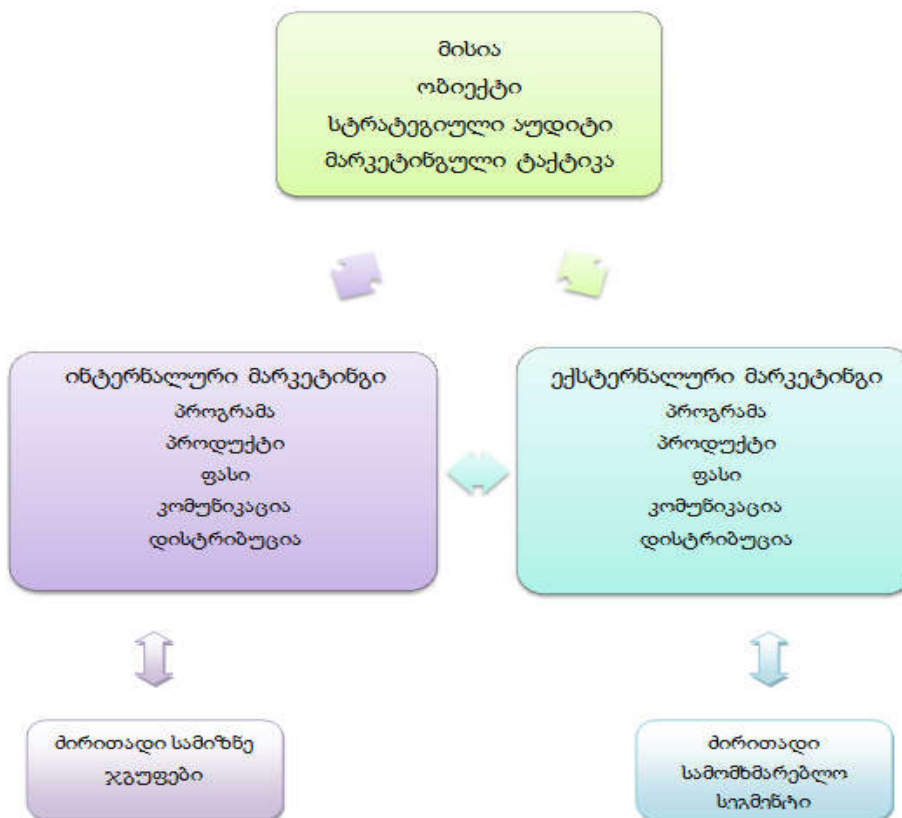 მისია
ობიექტი
სტრატეგიული აუდიტი
მარკეტინგული ტაქტიკა
ინტერნალური მარკეტინგი
პროგრამა
პროდუქტი
ფასი
კომუნიკაცია
დისტრიბუცია
ექსტერნალური მარკეტინგი
პროგრამა
პროდუქტი
ფასი
კომუნიკაცია
დისტრიბუცია
ძირითადი სამიზნე
ჯგუფები
ძირითადი
სამომხმარებლო
სეგმენტი